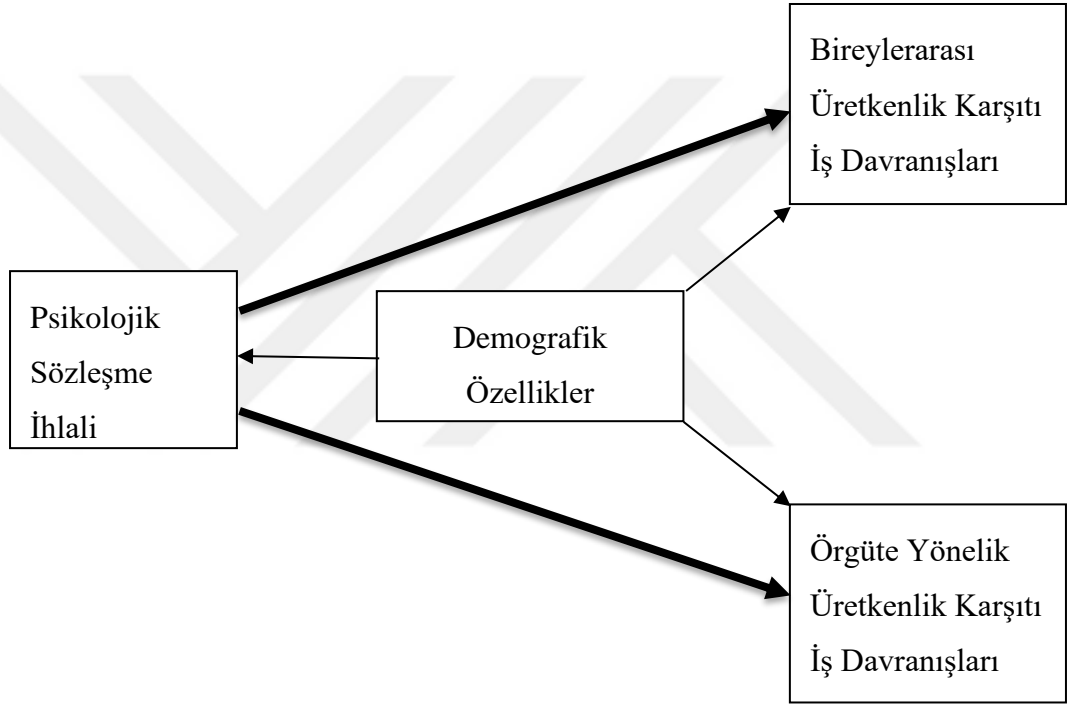 Bireylerarası
Üretkenlik Karşıtı
İş Davranışları
Psikolojik
Sözleşme
İhlali
Demografik
Özellikler
Örgüte Yönelik
Üretkenlik Karşıtı
İş Davranışları